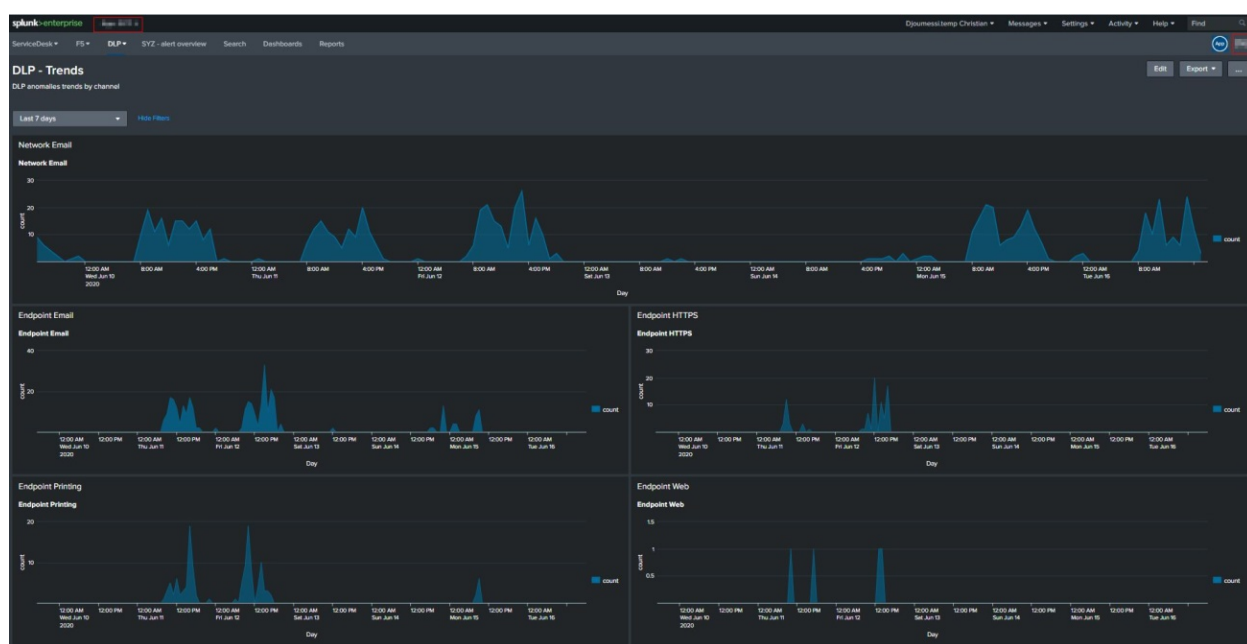 splunk>enterprise
Djoumessi.temp Christian Messages Settings Activity Help Find
ServiceDesk F5 DLP SYZ - alert overview Search Dashboards Reports
App
DLP - Trends
Edit Export ...
DLP anomalies trends by channel
Last 7 days Hide Filters
Network Email
Network Email
30
20
10
count
count
12:00 AM 8:00 AM 4:00 PM 12:00 AM 8:00 AM 4:00 PM 12:00 AM 8:00 AM 4:00 PM 12:00 AM 8:00 AM 4:00 PM 12:00 AM 8:00 AM 4:00 PM 12:00 AM 8:00 AM 4:00 PM 12:00 AM 8:00 AM
Wed Jun 10 Thu Jun 11 Fri Jun 12 Sat Jun 13 Sun Jun 14 Mon Jun 15 Tue Jun 16
2020
Day
Endpoint Email
Endpoint Email
40
20
count
count
12:00 AM 12:00 PM 12:00 AM 12:00 PM 12:00 AM 12:00 PM 12:00 AM 12:00 PM 12:00 AM 12:00 PM 12:00 AM 12:00 PM 12:00 AM
Wed Jun 10 Thu Jun 11 Fri Jun 12 Sat Jun 13 Sun Jun 14 Mon Jun 15 Tue Jun 16
2020
Day
Endpoint HTTPS
Endpoint HTTPS
30
20
10
count
count
12:00 AM 12:00 PM 12:00 AM 12:00 PM 12:00 AM 12:00 PM 12:00 AM 12:00 PM 12:00 AM 12:00 PM 12:00 AM 12:00 PM 12:00 AM
Wed Jun 10 Thu Jun 11 Fri Jun 12 Sat Jun 13 Sun Jun 14 Mon Jun 15 Tue Jun 16
2020
Day
Endpoint Printing
Endpoint Printing
20
10
count
count
12:00 AM 12:00 PM 12:00 AM 12:00 PM 12:00 AM 12:00 PM 12:00 AM 12:00 PM 12:00 AM 12:00 PM 12:00 AM 12:00 PM 12:00 AM
Wed Jun 10 Thu Jun 11 Fri Jun 12 Sat Jun 13 Sun Jun 14 Mon Jun 15 Tue Jun 16
2020
Day
Endpoint Web
Endpoint Web
1.5
1
0.5
count
count
12:00 AM 12:00 PM 12:00 AM 12:00 PM 12:00 AM 12:00 PM 12:00 AM 12:00 PM 12:00 AM 12:00 PM 12:00 AM 12:00 PM 12:00 AM
Wed Jun 10 Thu Jun 11 Fri Jun 12 Sat Jun 13 Sun Jun 14 Mon Jun 15 Tue Jun 16
2020
Day